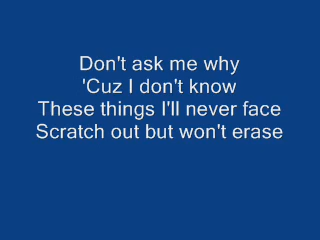 Don't ask me why
'Cuz I don't know
These things I'll never face
Scratch out but won't erase